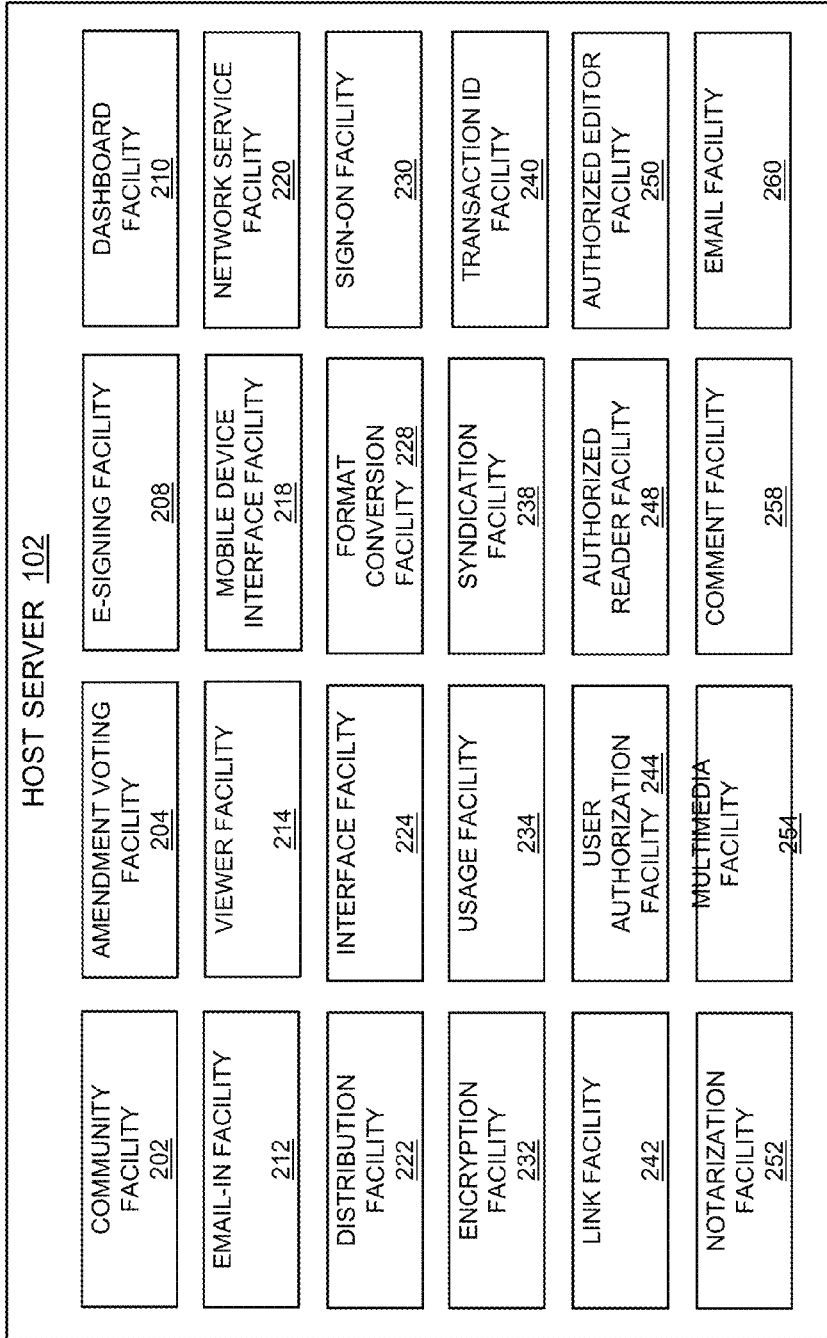 HOST SERVER 102
COMMUNITY
FACILITY
202
AMENDMENT VOTING
FACILITY
204
E-SIGNING FACILITY
208
DASHBOARD
FACILITY
210
EMAIL-IN FACILITY
212
VIEWER FACILITY
214
MOBILE DEVICE
INTERFACE FACILITY
218
NETWORK SERVICE
FACILITY
220
DISTRIBUTION
FACILITY
222
INTERFACE FACILTY
224
FORMAT
CONVERSION
FACILITY 228
SIGN-ON FACILITY
230
ENCRYPTION
FACILITY
232
USAGE FACILITY
234
SYNDICATION
FACILITY
238
TRANSACTION ID
FACILITY
240
LINK FACILITY
242
USER
AUTHORIZATION
FACILITY 244
AUTHORIZED
READER FACILITY
248
AUTHORIZED EDITOR
FACILITY
250
NOTARIZATION
FACILITY
252
MULTIMEDIA
FACILITY
254
COMMENT FACILITY
258
EMAIL FACILITY
260